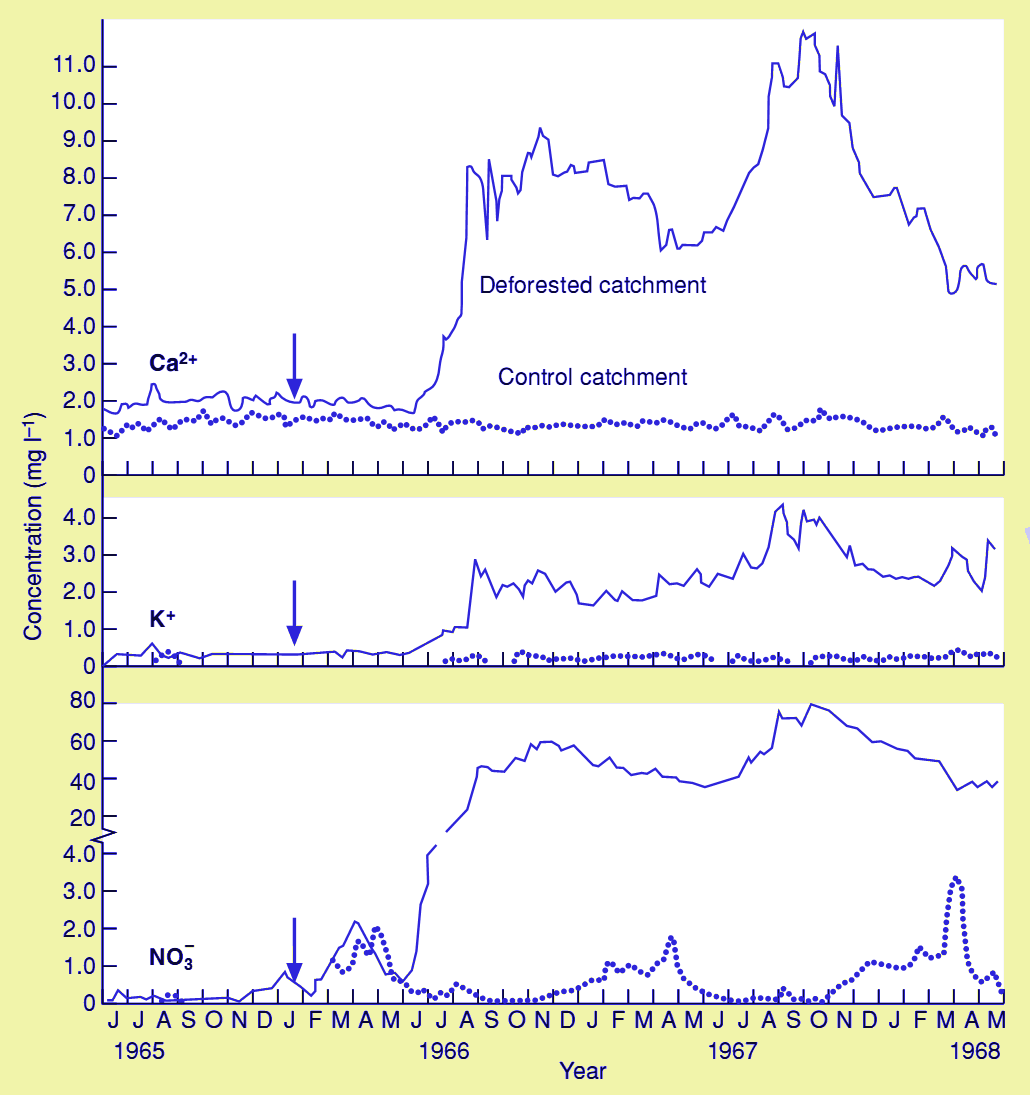 Concentration (mg l⁻¹)
11.0
10.0
9.0
8.0
7.0
6.0
5.0
4.0
3.0
2.0
1.0
0
Deforested catchment
Control catchment
Ca²⁺
4.0
3.0
2.0
1.0
0
K⁺
80
60
40
20
4.0
3.0
2.0
1.0
0
NO₃⁻
J J A S O N D J F M A M J J A S O N D J F M A M J J A S O N D J F M A M
1965 1966 1967 1968
Year